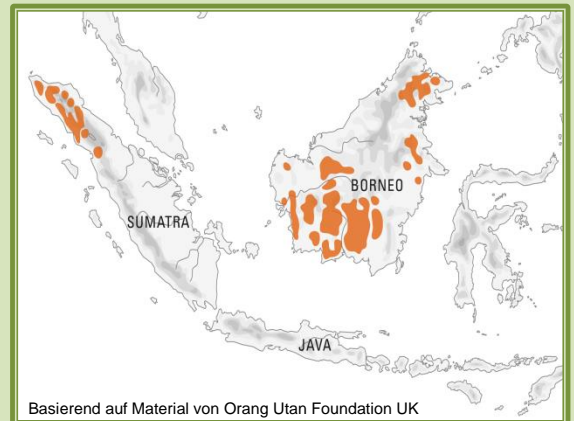 BORNEO
SUMATRA
JAVA
Basierend auf Material von Orang Utan Foundation UK